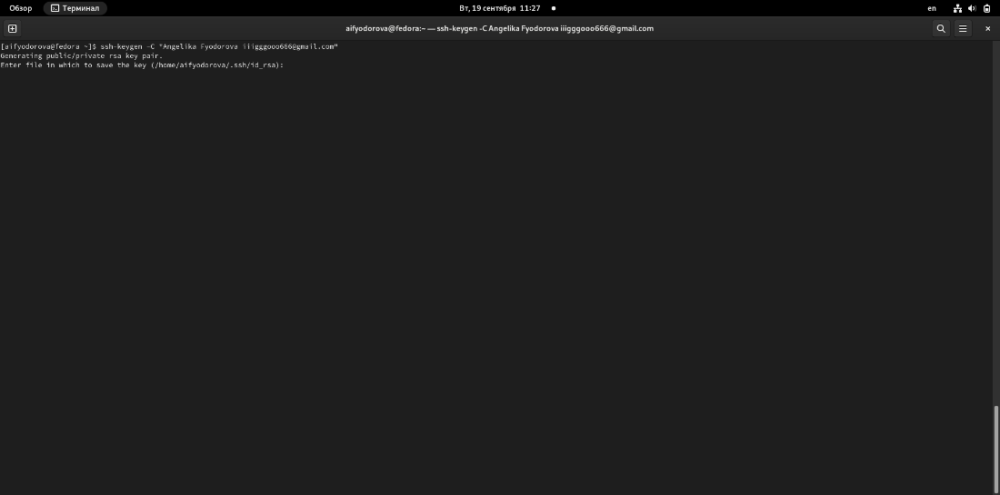 Обзор Терминал Вт, 19 сентября 11:27 en
aifyodorova@fedora:~ — ssh-keygen -C Angelika Fyodorova iiigggooo666@gmail.com
[aifyodorova@fedora ~]$ ssh-keygen -C "Angelika Fyodorova iiigggooo666@gmail.com"
Generating public/private rsa key pair.
Enter file in which to save the key (/home/aifyodorova/.ssh/id_rsa):